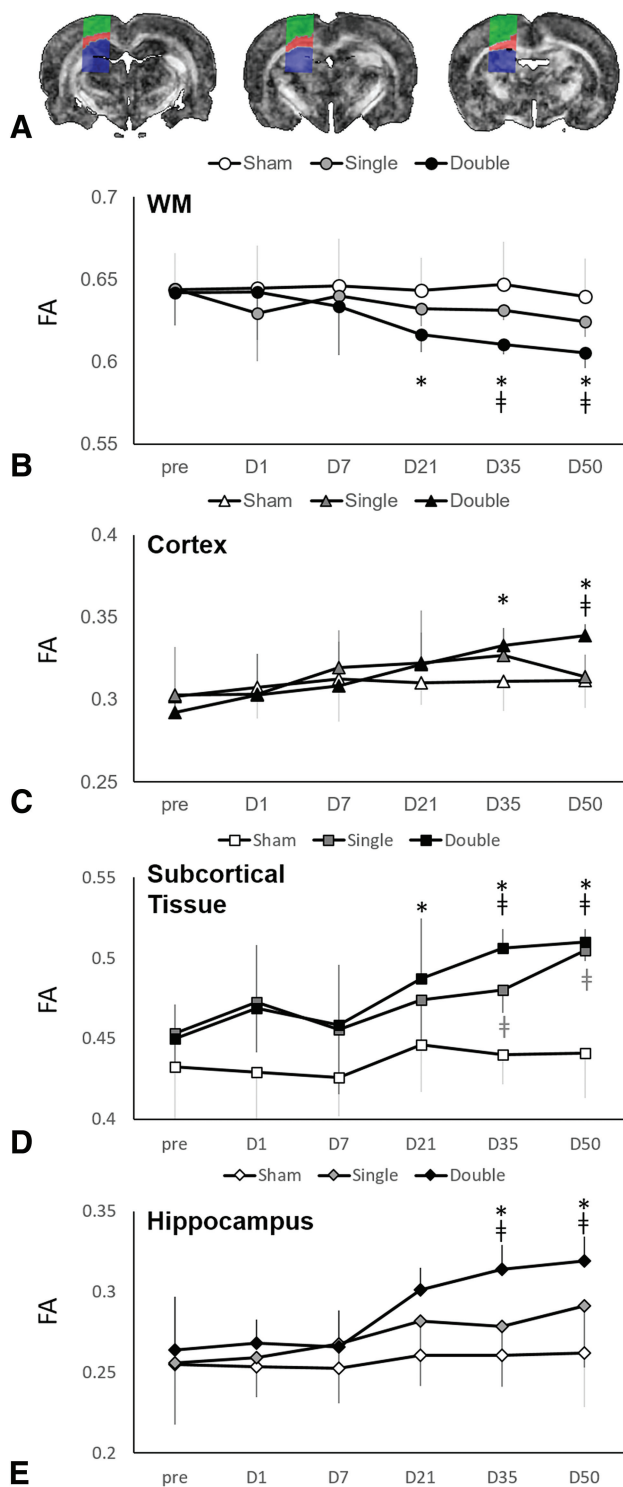 A
Sham Single Double
WM
0.7
0.65
0.6
0.55
FA
*
*
ǂ
*
ǂ
pre D1 D7 D21 D35 D50
B
Sham Single Double
Cortex
0.4
0.35
0.3
0.25
FA
*
*
ǂ
pre D1 D7 D21 D35 D50
C
Sham Single Double
Subcortical
Tissue
0.55
0.5
0.45
0.4
FA
*
*
ǂ
*
ǂ
ǂ
ǂ
pre D1 D7 D21 D35 D50
D
Sham Single Double
Hippocampus
0.35
0.3
0.25
0.2
FA
*
ǂ
*
ǂ
pre D1 D7 D21 D35 D50
E